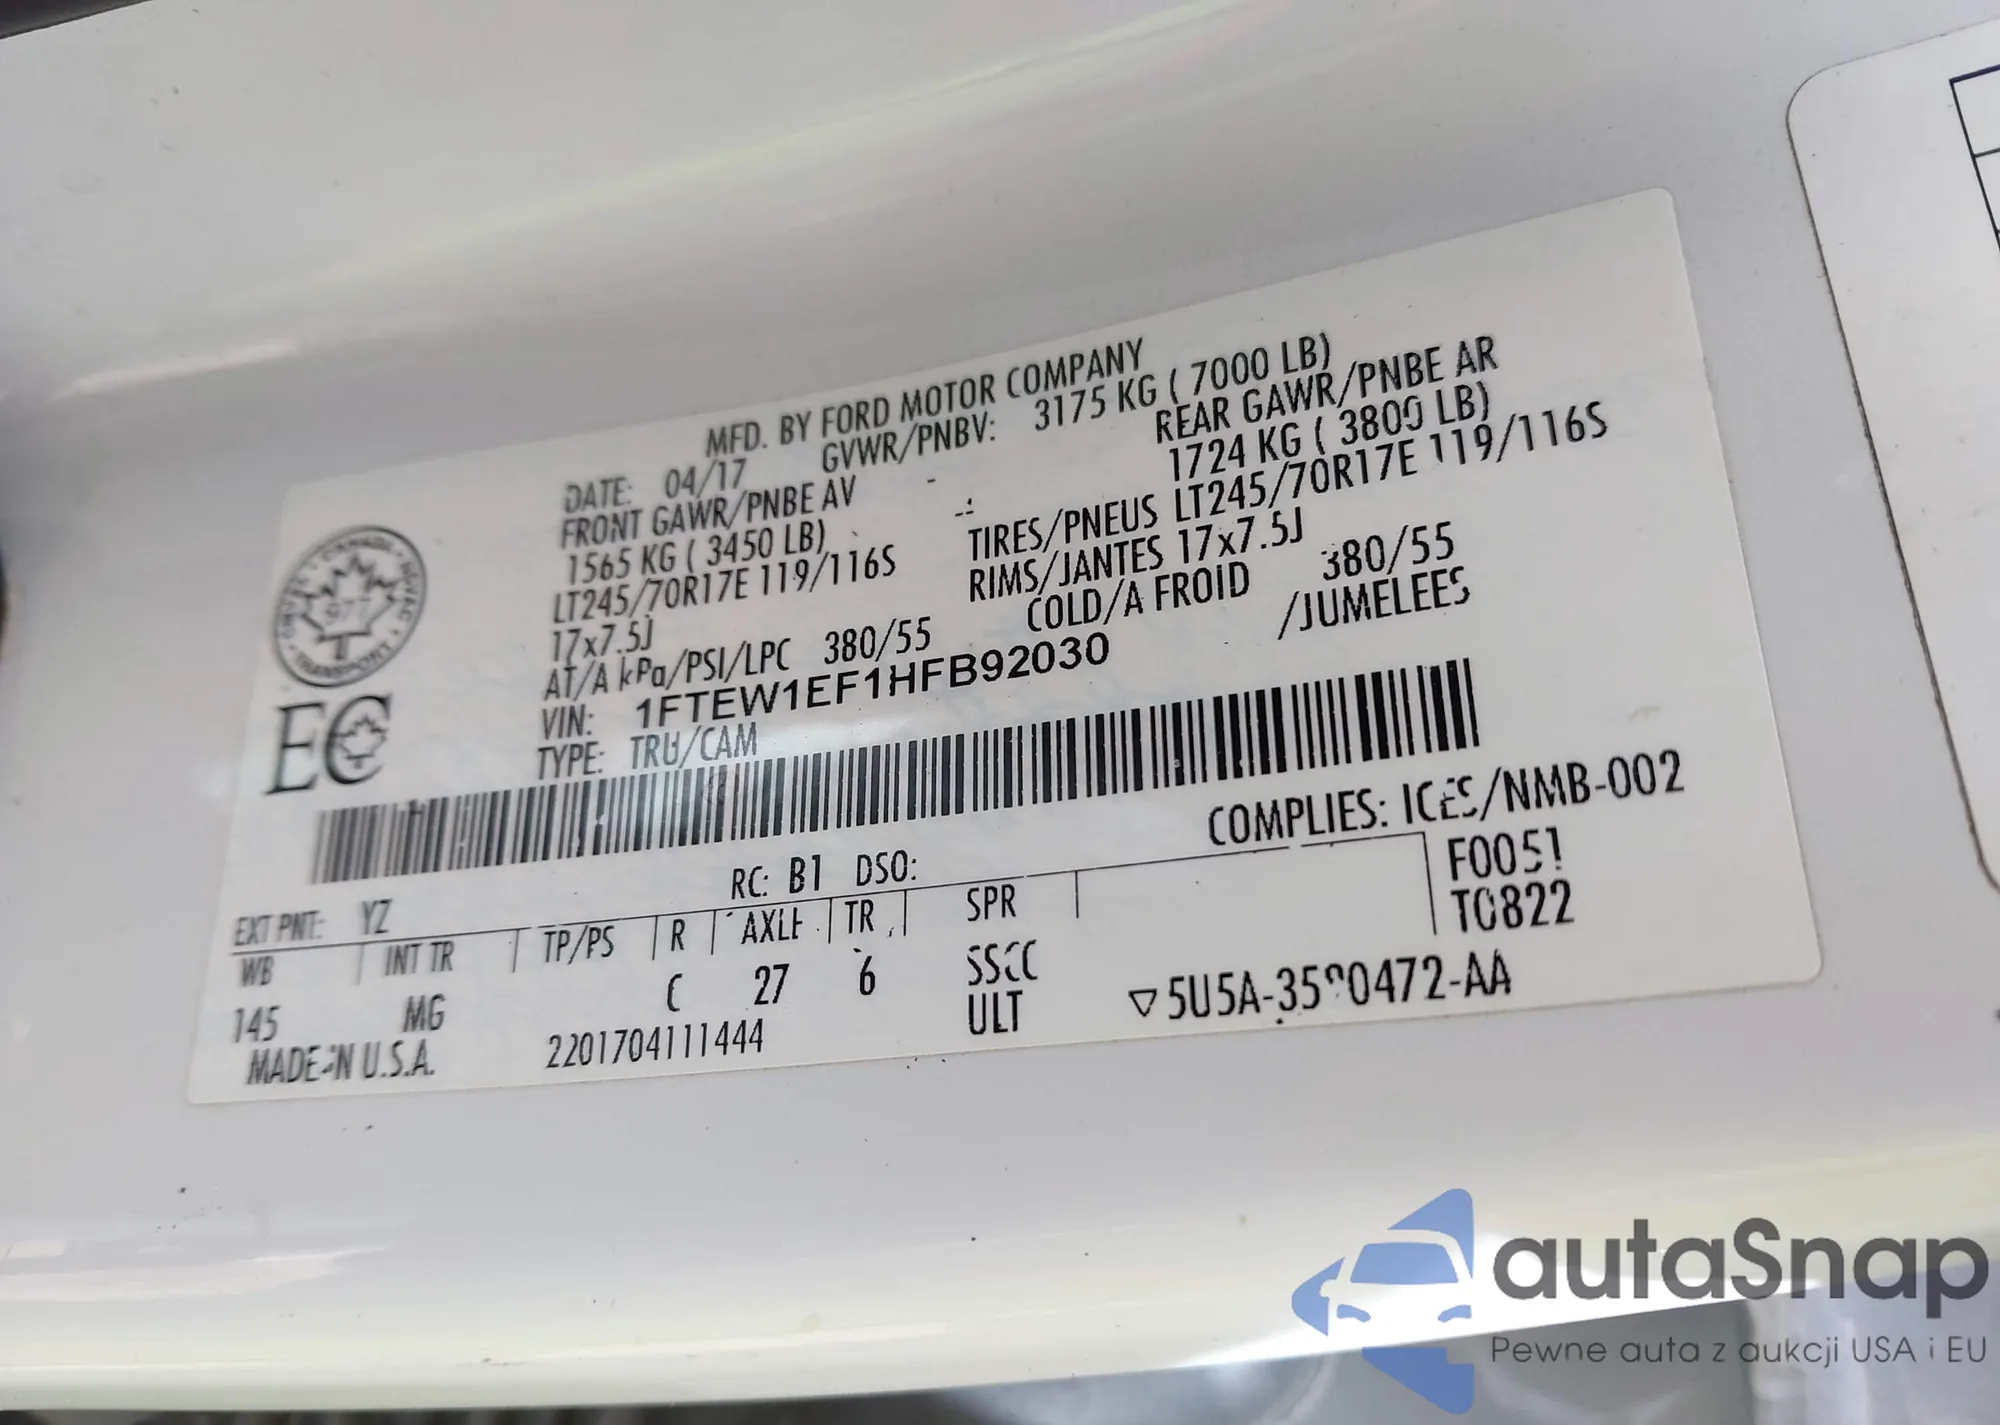 MFD. BY FORD MOTOR COMPANY
DATE: 04/17 GVWR/PNBV: 3175 KG ( 7000 LB)
FRONT GAWR/PNBE AV REAR GAWR/PNBE AR
1565 KG ( 3450 LB) 1724 KG ( 3800 LB)
LT245/70R17E 119/116S TIRES/PNEUS LT245/70R17E 119/116S
17x7.5J RIMS/JANTES 17x7.5J
AT/A kPa/PSI/LPC 380/55 COLD/A FROID 380/55
VIN: 1FTEW1EF1HFB92030 /JUMELEES
TYPE: TRU/CAM
CANADA
TRANSPORT
EC
COMPLIES: ICES/NMB-002
RC: B1 DSO:
F0051
T0822
EXT PNT: YZ
WB INT TR TP/PS R AXLE TR SPR
145 MG C 27 6 SSCC
ULT
MADE IN U.S.A. 2201704111444
5U5A-3520472-AA
autaSnap
Pewne auta z aukcji USA i EU